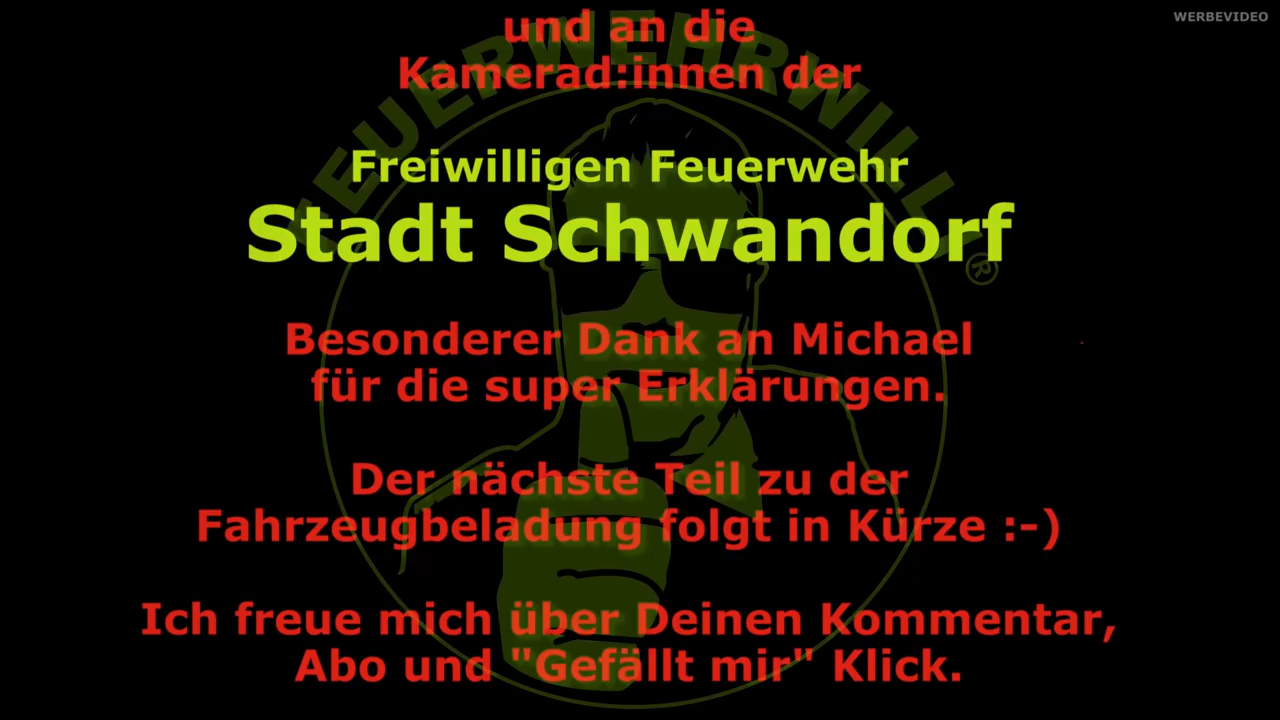 WERBEVIDEO
FEUERWEHRWILLY®
und an die
Kamerad:innen der
Freiwilligen Feuerwehr
Stadt Schwandorf
Besonderer Dank an Michael
für die super Erklärungen.
Der nächste Teil zu der
Fahrzeugbeladung folgt in Kürze :-)
Ich freue mich über Deinen Kommentar,
Abo und "Gefällt mir" Klick.